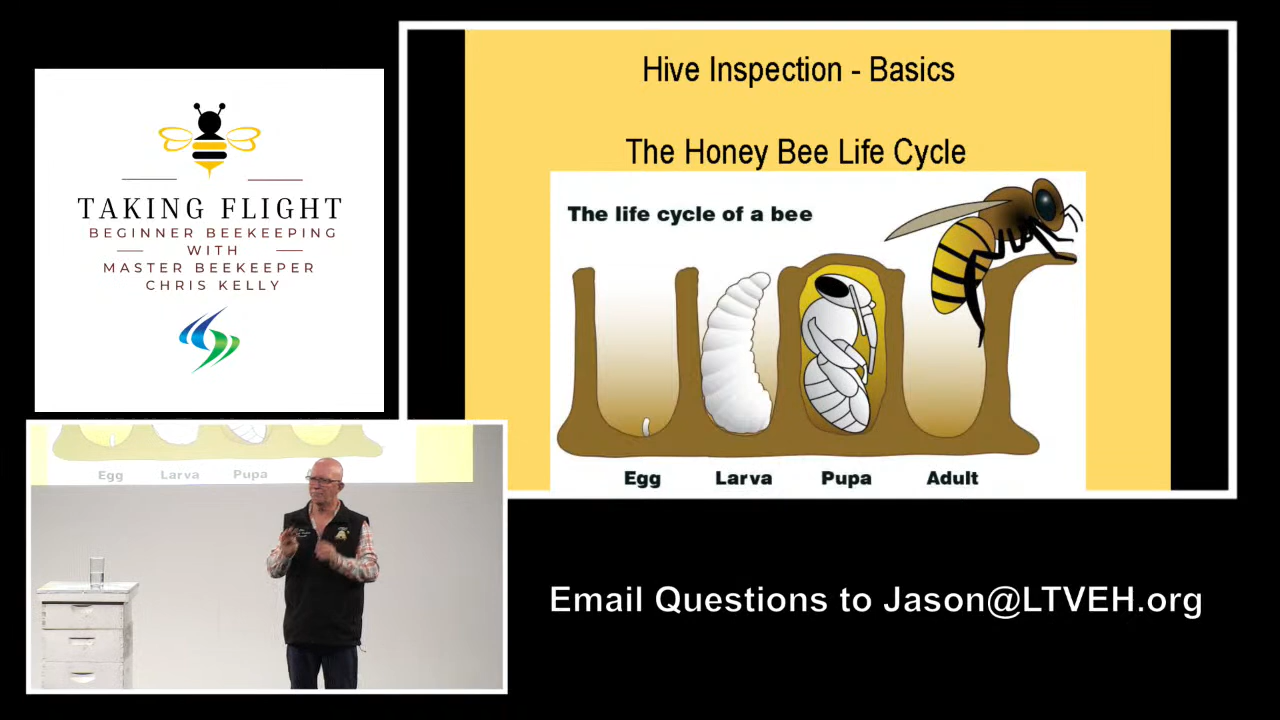 TAKING FLIGHT
BEGINNER BEEKEEPING
WITH
MASTER BEEKEEPER
CHRIS KELLY
Hive Inspection - Basics
The Honey Bee Life Cycle
The life cycle of a bee
Egg Larva Pupa Adult
Egg Larva Pupa
Email Questions to Jason@LTVEH.org